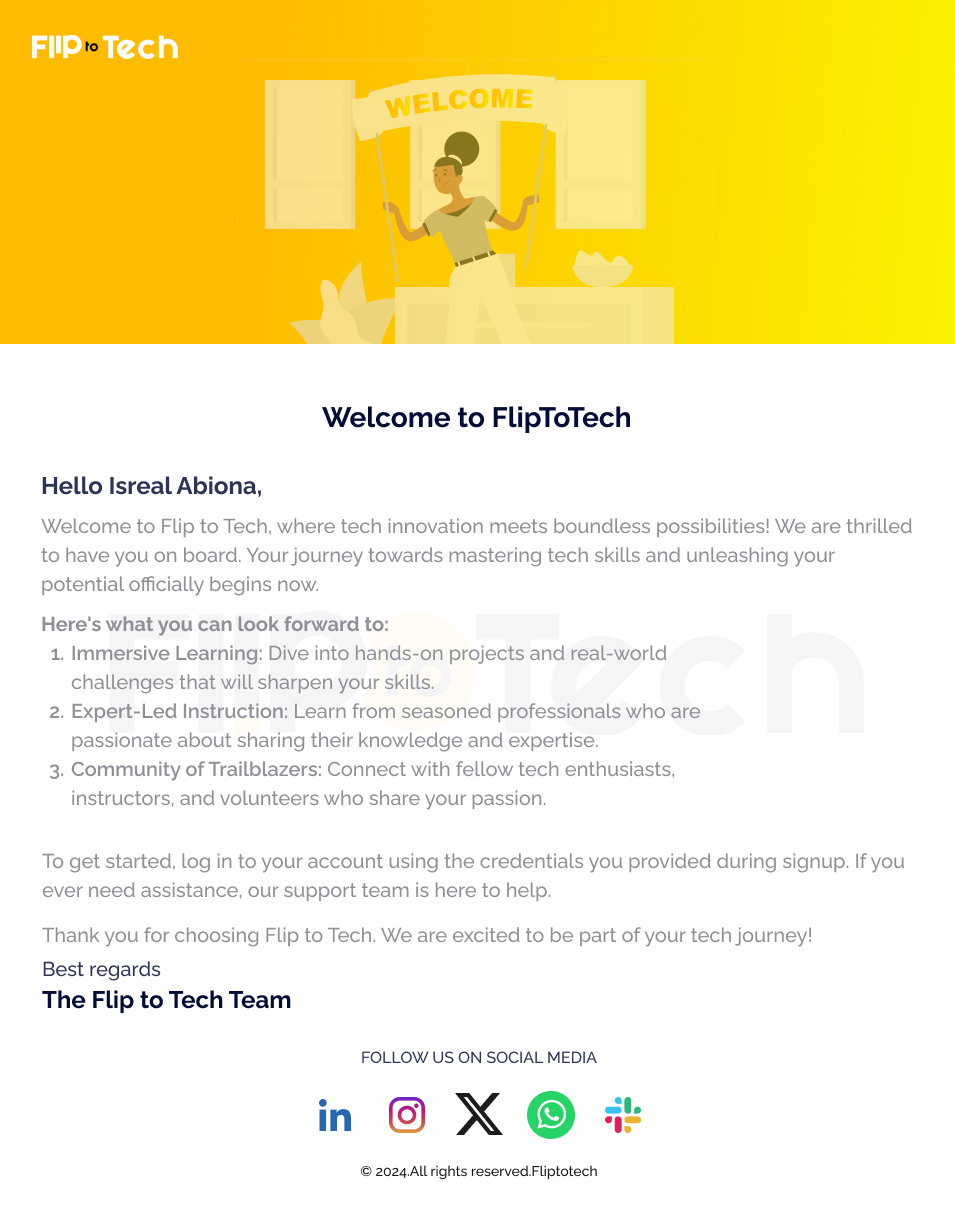 Flip to Tech
WELCOME
Welcome to FlipToTech
Hello Isreal Abiona,
Welcome to Flip to Tech, where tech innovation meets boundless possibilities! We are thrilled
to have you on board. Your journey towards mastering tech skills and unleashing your
potential officially begins now.
Here's what you can look forward to:
1. Immersive Learning: Dive into hands-on projects and real-world
challenges that will sharpen your skills.
2. Expert-Led Instruction: Learn from seasoned professionals who are
passionate about sharing their knowledge and expertise.
3. Community of Trailblazers: Connect with fellow tech enthusiasts,
instructors, and volunteers who share your passion.
Flip to Tech
To get started, log in to your account using the credentials you provided during signup. If you
ever need assistance, our support team is here to help.
Thank you for choosing Flip to Tech. We are excited to be part of your tech journey!
Best regards
The Flip to Tech Team
FOLLOW US ON SOCIAL MEDIA
in
© 2024.All rights reserved.Fliptotech